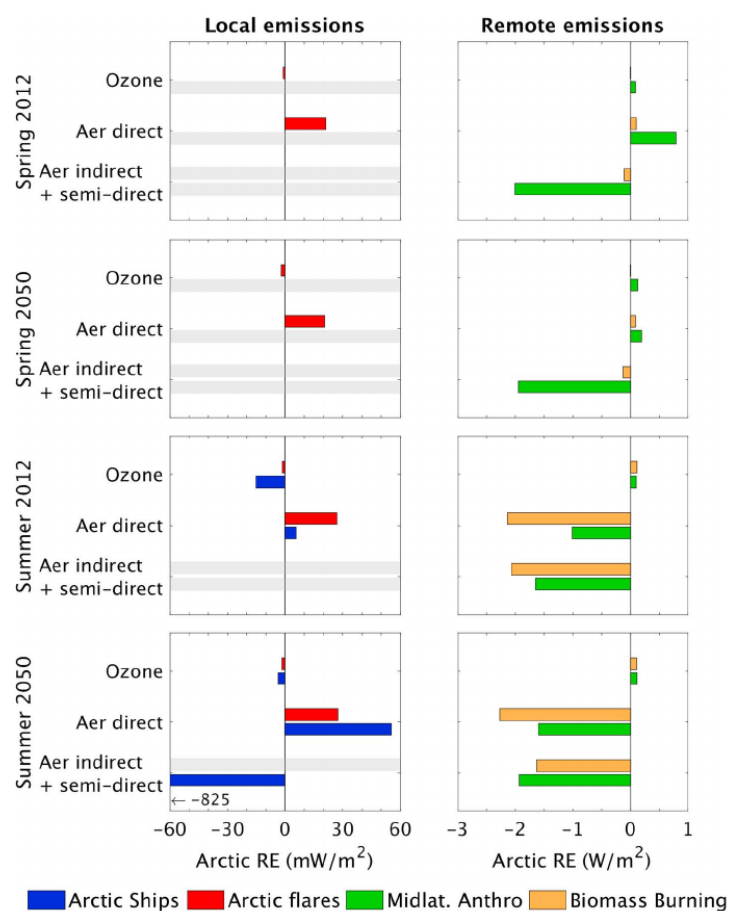 Local emissions
Remote emissions
Spring 2012
Ozone
Aer direct
Aer indirect
+ semi-direct
Spring 2050
Ozone
Aer direct
Aer indirect
+ semi-direct
Summer 2012
Ozone
Aer direct
Aer indirect
+ semi-direct
Summer 2050
Ozone
Aer direct
Aer indirect
+ semi-direct
← -825
-60 -30 0 30 60
-3 -2 -1 0 1
Arctic RE (mW/m²)
Arctic RE (W/m²)
Arctic Ships Arctic flares Midlat. Anthro Biomass Burning